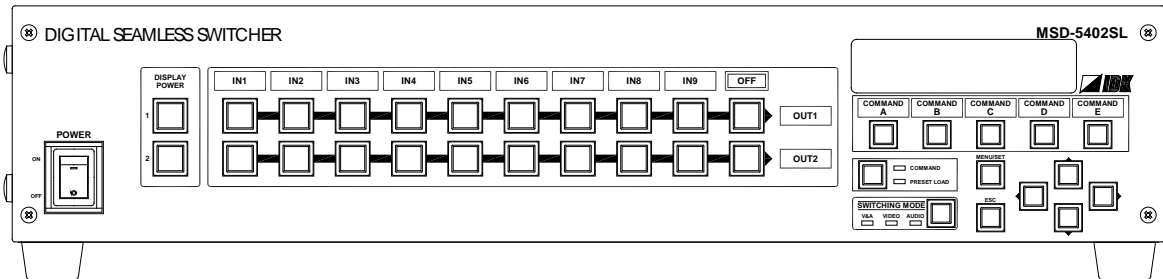 DIGITAL SEAMLESS SWITCHER
MSD-5402SL
IDK
DISPLAY
POWER
IN1 IN2 IN3 IN4 IN5 IN6 IN7 IN8 IN9 OFF
1
OUT1
2
OUT2
POWER
ON
OFF
COMMAND
A
COMMAND
B
COMMAND
C
COMMAND
D
COMMAND
E
COMMAND
PRESET LOAD
MENU/SET
SWITCHING MODE
V&A VIDEO AUDIO
ESC